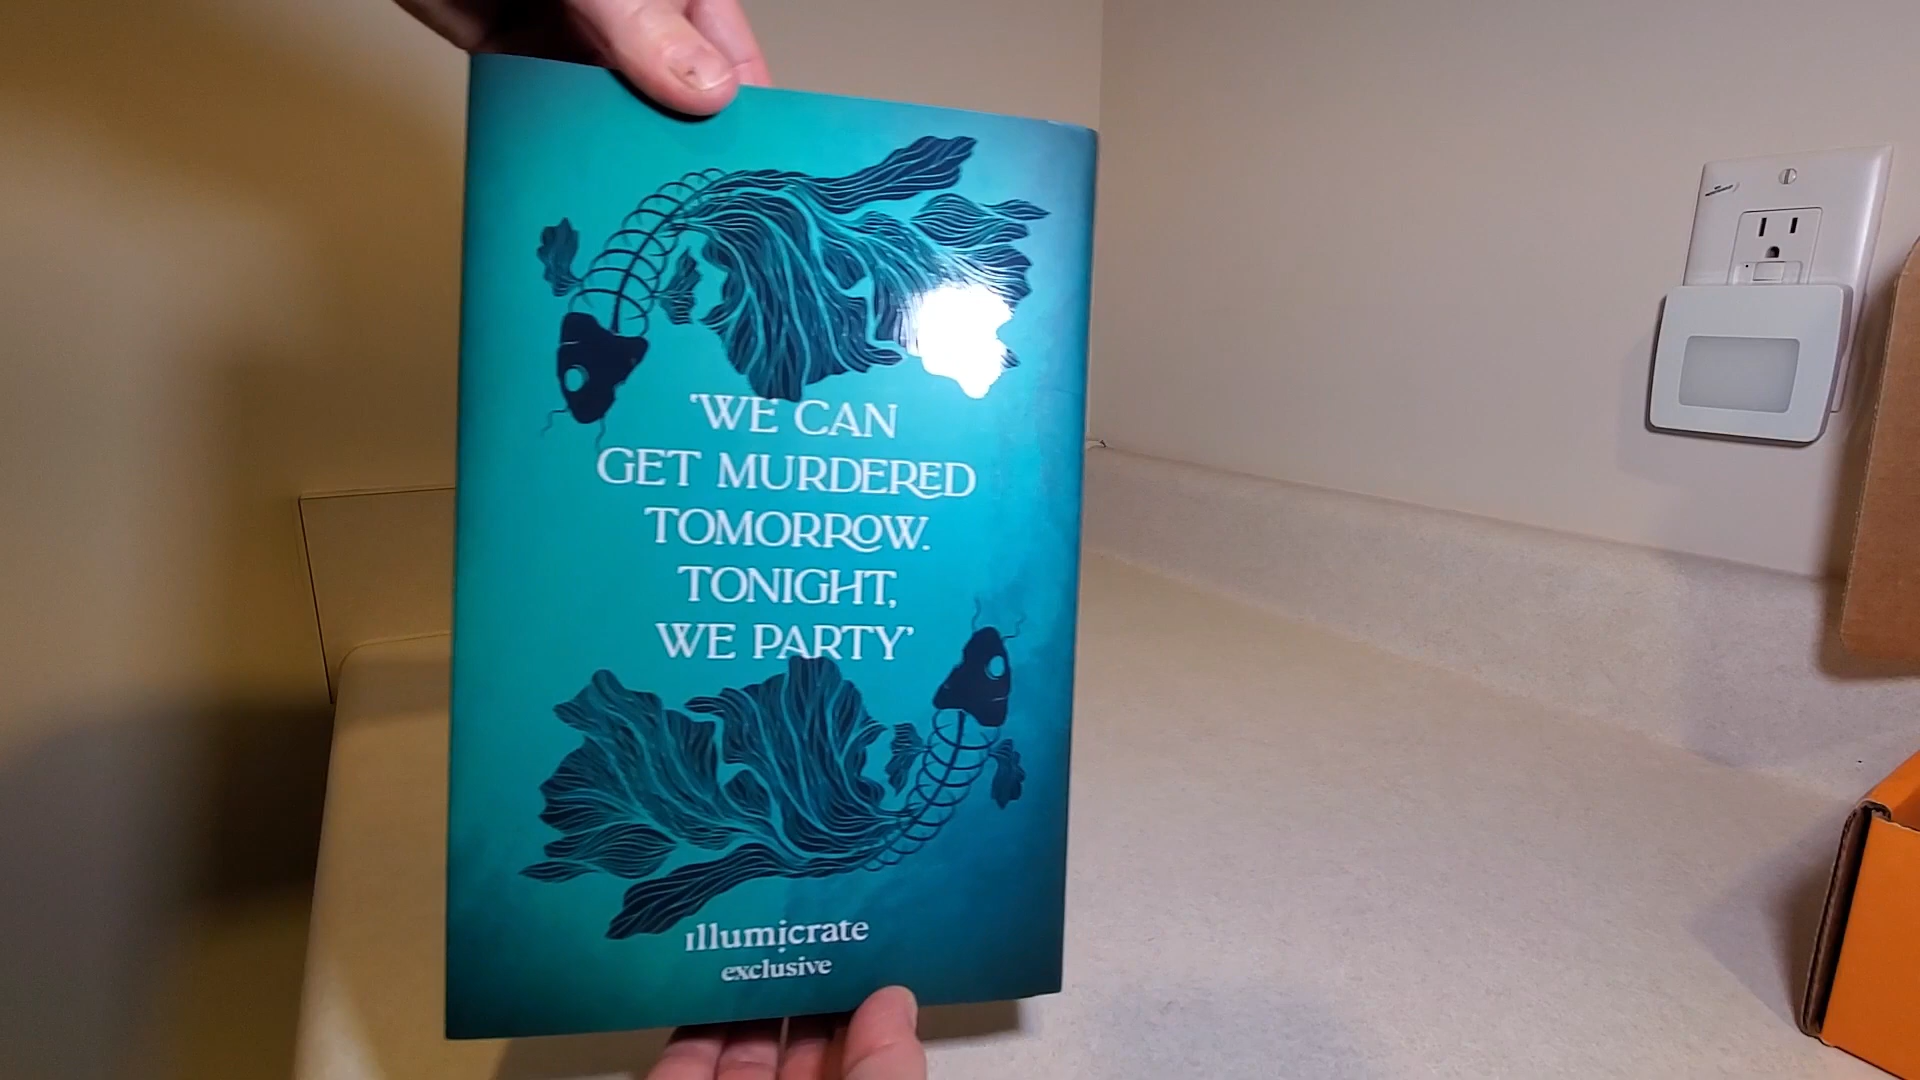 ‘WE CAN
GET MURDERED
TOMORROW.
TONIGHT,
WE PARTY’
illumicrate
exclusive